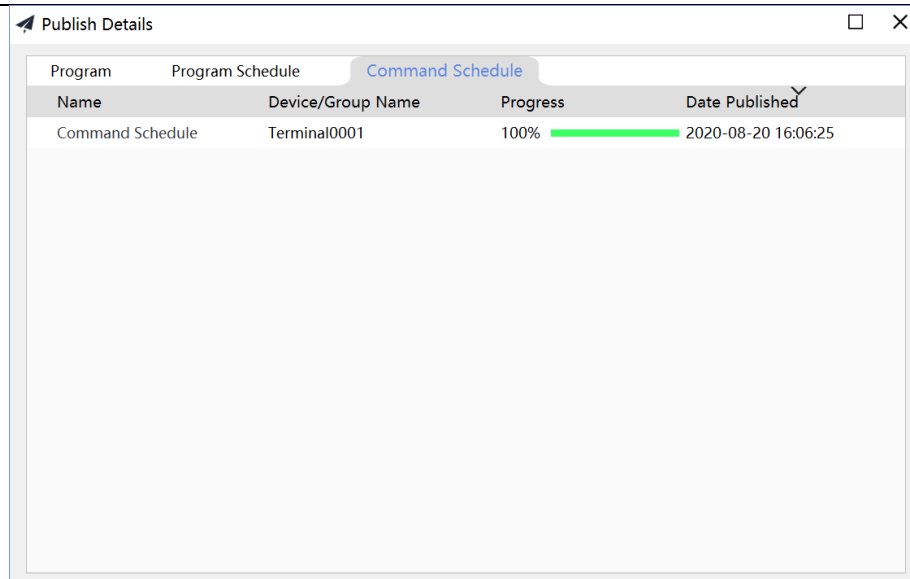 Publish Details
Program Program Schedule Command Schedule
Name Device/Group Name Progress Date Published
Command Schedule Terminal0001 100% 2020-08-20 16:06:25